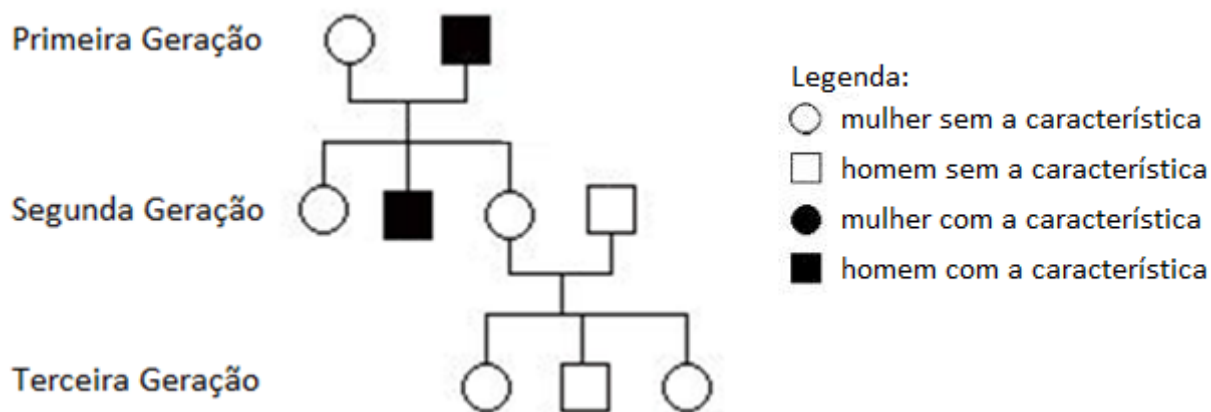 Primeira Geração
Segunda Geração
Terceira Geração
Legenda:
mulher sem a característica
homem sem a característica
mulher com a característica
homem com a característica